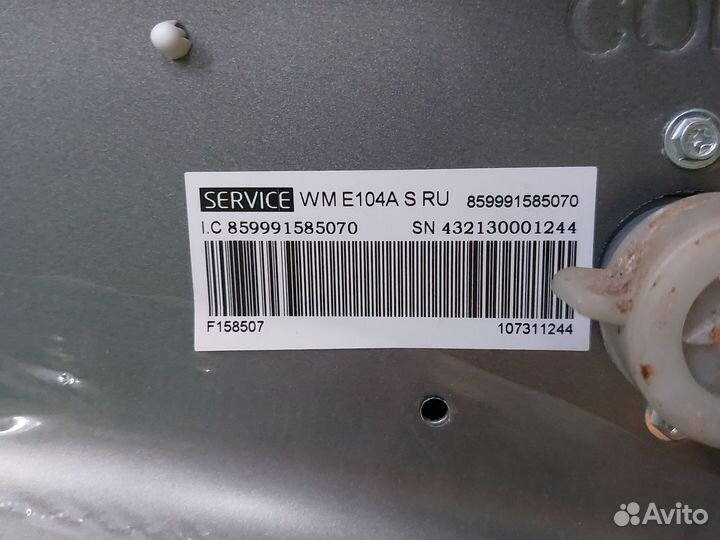 SERVICE WM E104A S RU 859991585070
I.C 859991585070 SN 432130001244
F158507 107311244
Avito